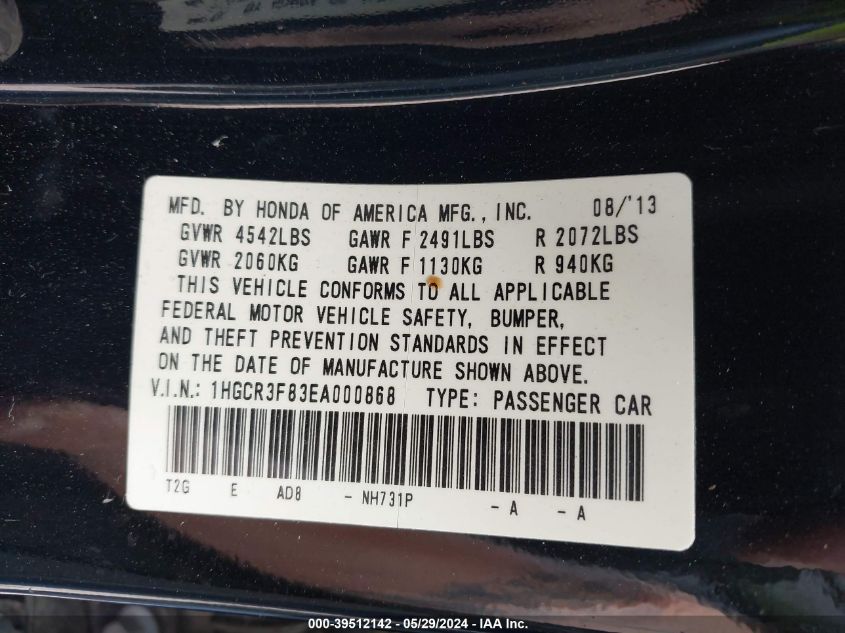 MFD. BY HONDA OF AMERICA MFG., INC. 08/'13
GVWR 4542LBS GAWR F 2491LBS R 2072LBS
GVWR 2060KG GAWR F 1130KG R 940KG
THIS VEHICLE CONFORMS TO ALL APPLICABLE
FEDERAL MOTOR VEHICLE SAFETY, BUMPER,
AND THEFT PREVENTION STANDARDS IN EFFECT
ON THE DATE OF MANUFACTURE SHOWN ABOVE.
V.I.N.: 1HGCR3F83EA000868 TYPE: PASSENGER CAR
T2G E AD8 - NH731P - A - A
000-39512142 - 05/29/2024 - IAA Inc.